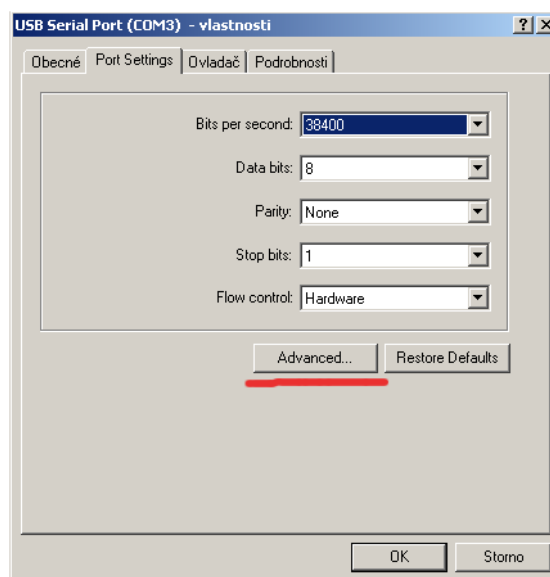 USB Serial Port (COM3) - vlastnosti
Obecné Port Settings Ovladač Podrobnosti
Bits per second: 38400
Data bits: 8
Parity: None
Stop bits: 1
Flow control: Hardware
Advanced... Restore Defaults
OK Storno